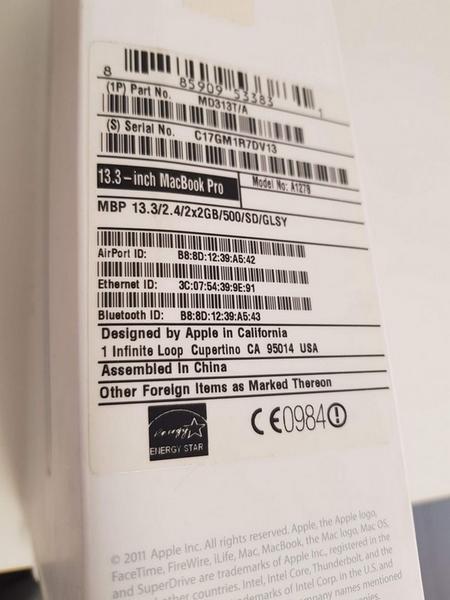 8 85909 53383 1
(1P) Part No. MD313T/A
(S) Serial No. C17GM1R7DV13
13.3-inch MacBook Pro Model No: A1278
MBP 13.3/2.4/2x2GB/500/SD/GLSY
AirPort ID: B8:8D:12:39:A5:42
Ethernet ID: 3C:07:54:39:9E:91
Bluetooth ID: B8:8D:12:39:A5:43
Designed by Apple in California
1 Infinite Loop Cupertino CA 95014 USA
Assembled In China
Other Foreign Items as Marked Thereon
energy
ENERGY STAR
CE0984
© 2011 Apple Inc. All rights reserved. Apple, the Apple logo,
FaceTime, FireWire, iLife, Mac, MacBook, the Mac logo, Mac OS,
and SuperDrive are trademarks of Apple Inc., registered in the
other countries. Intel, Intel Core, Thunderbolt, and the
marks of Intel Corp. in the U.S. and
company names mentioned